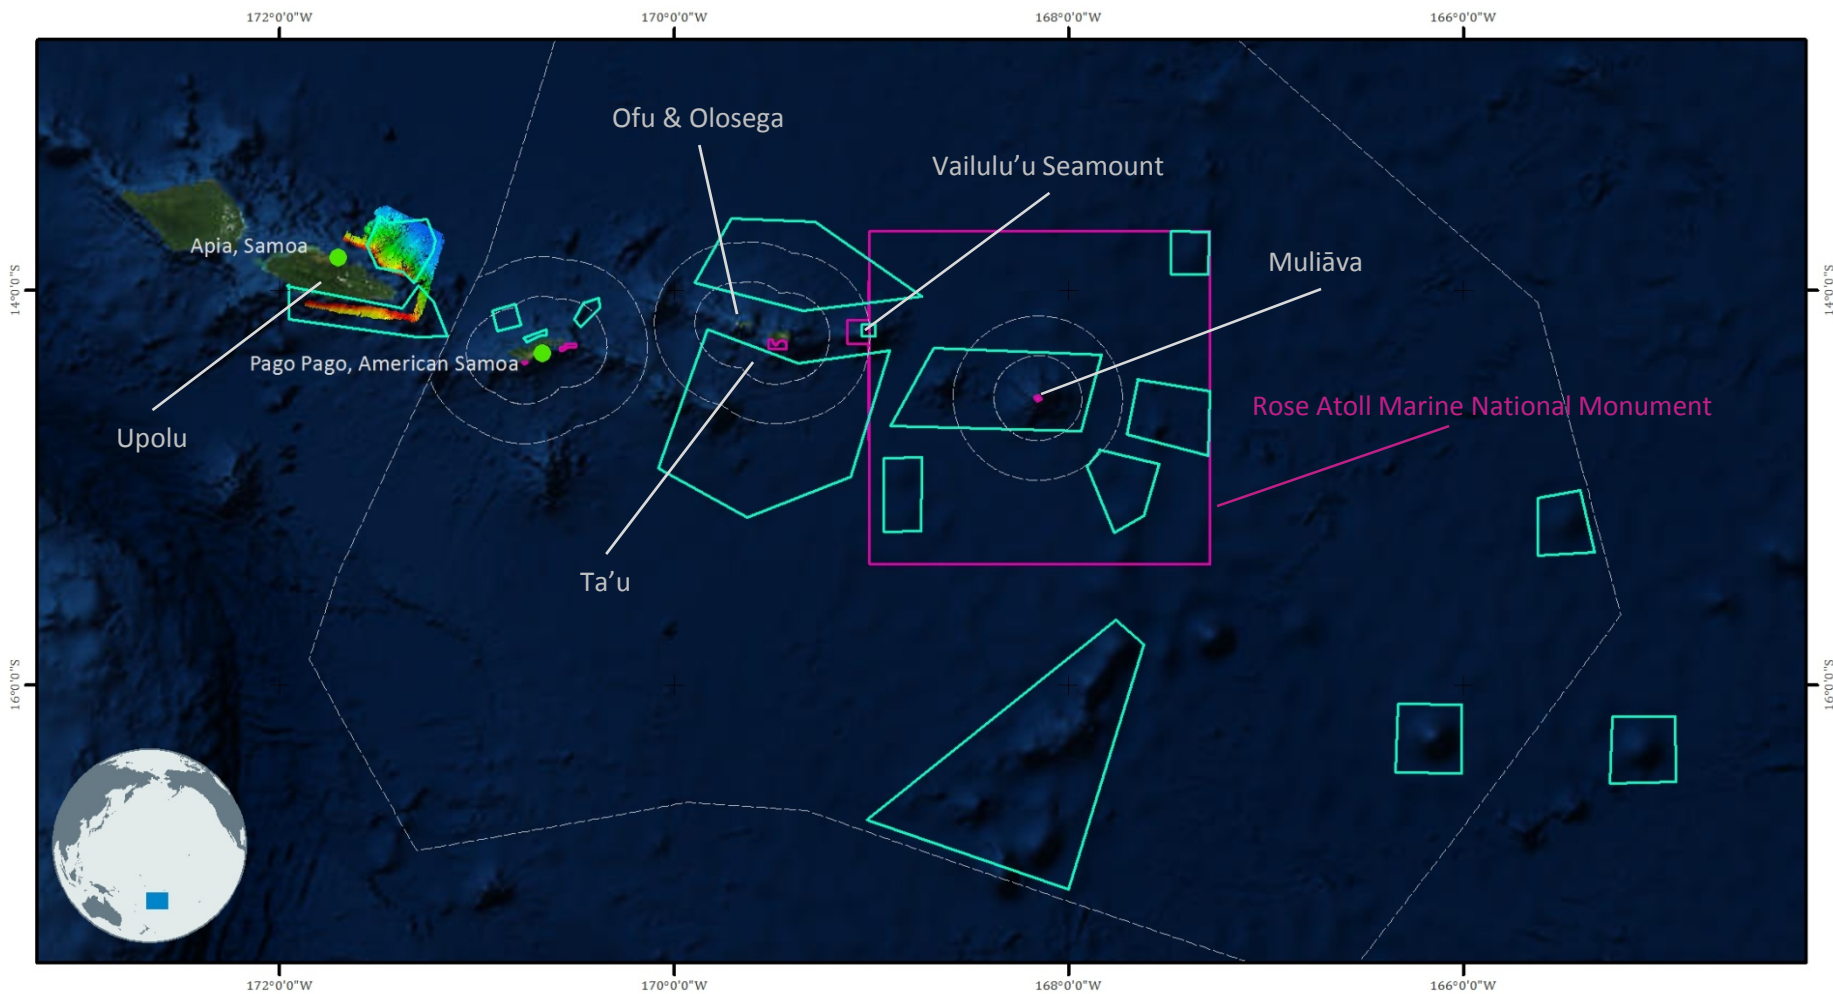 172°0'0"W
170°0'0"W
168°0'0"W
166°0'0"W
Ofu & Olosega
Vailulu’u Seamount
Apia, Samoa
Muliāva
14°0'0"S
14°0'0"S
Pago Pago, American Samoa
Rose Atoll Marine National Monument
Upolu
Ta’u
16°0'0"S
16°0'0"S
172°0'0"W
170°0'0"W
168°0'0"W
166°0'0"W